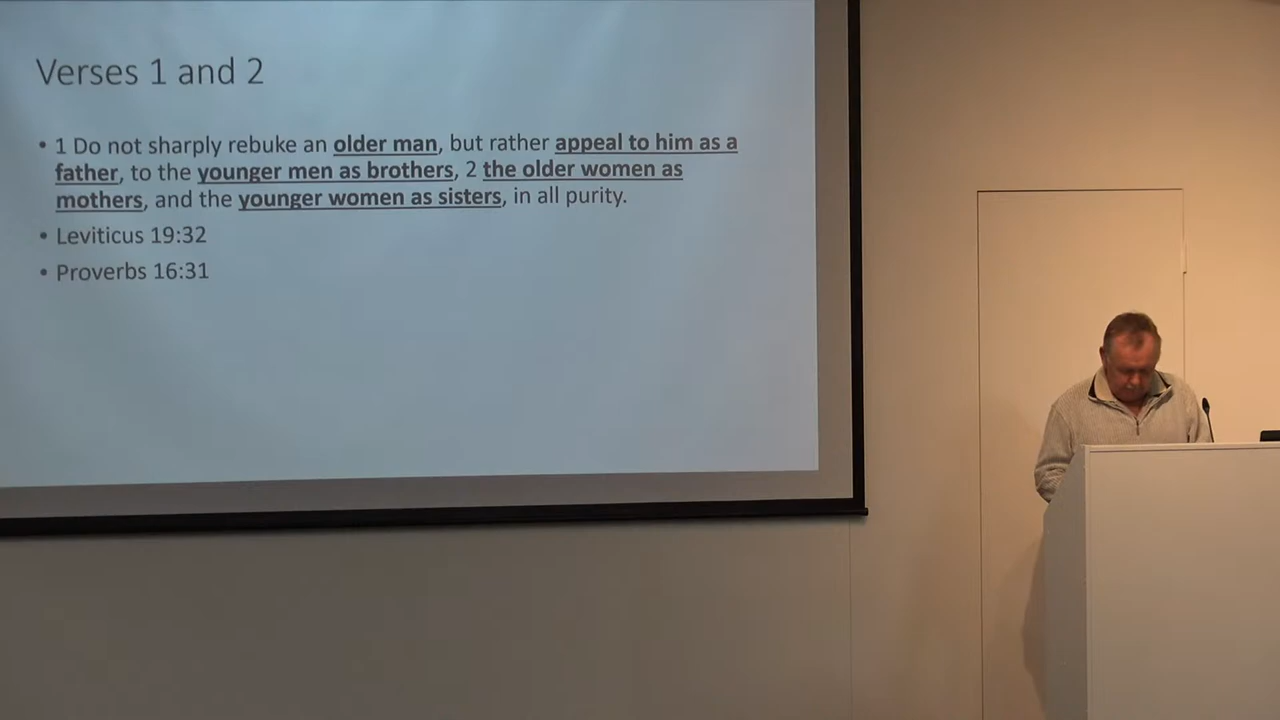 Verses 1 and 2
• 1 Do not sharply rebuke an older man, but rather appeal to him as a
father, to the younger men as brothers, 2 the older women as
mothers, and the younger women as sisters, in all purity.
• Leviticus 19:32
• Proverbs 16:31